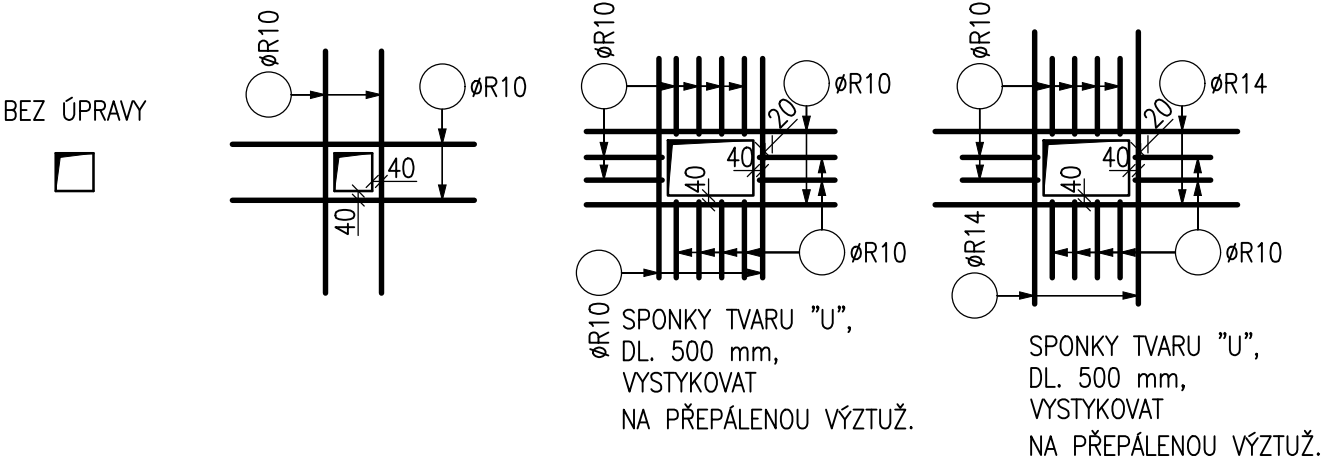 BEZ ÚPRAVY
øR10
øR10
40
40
øR10
øR10
20
40
40
øR10
øR10
SPONKY TVARU "U",
DL. 500 mm,
VYSTYKOVAT
NA PŘEPÁLENOU VÝZTUŽ.
øR10
øR14
20
40
40
øR14
øR10
SPONKY TVARU "U",
DL. 500 mm,
VYSTYKOVAT
NA PŘEPÁLENOU VÝZTUŽ.